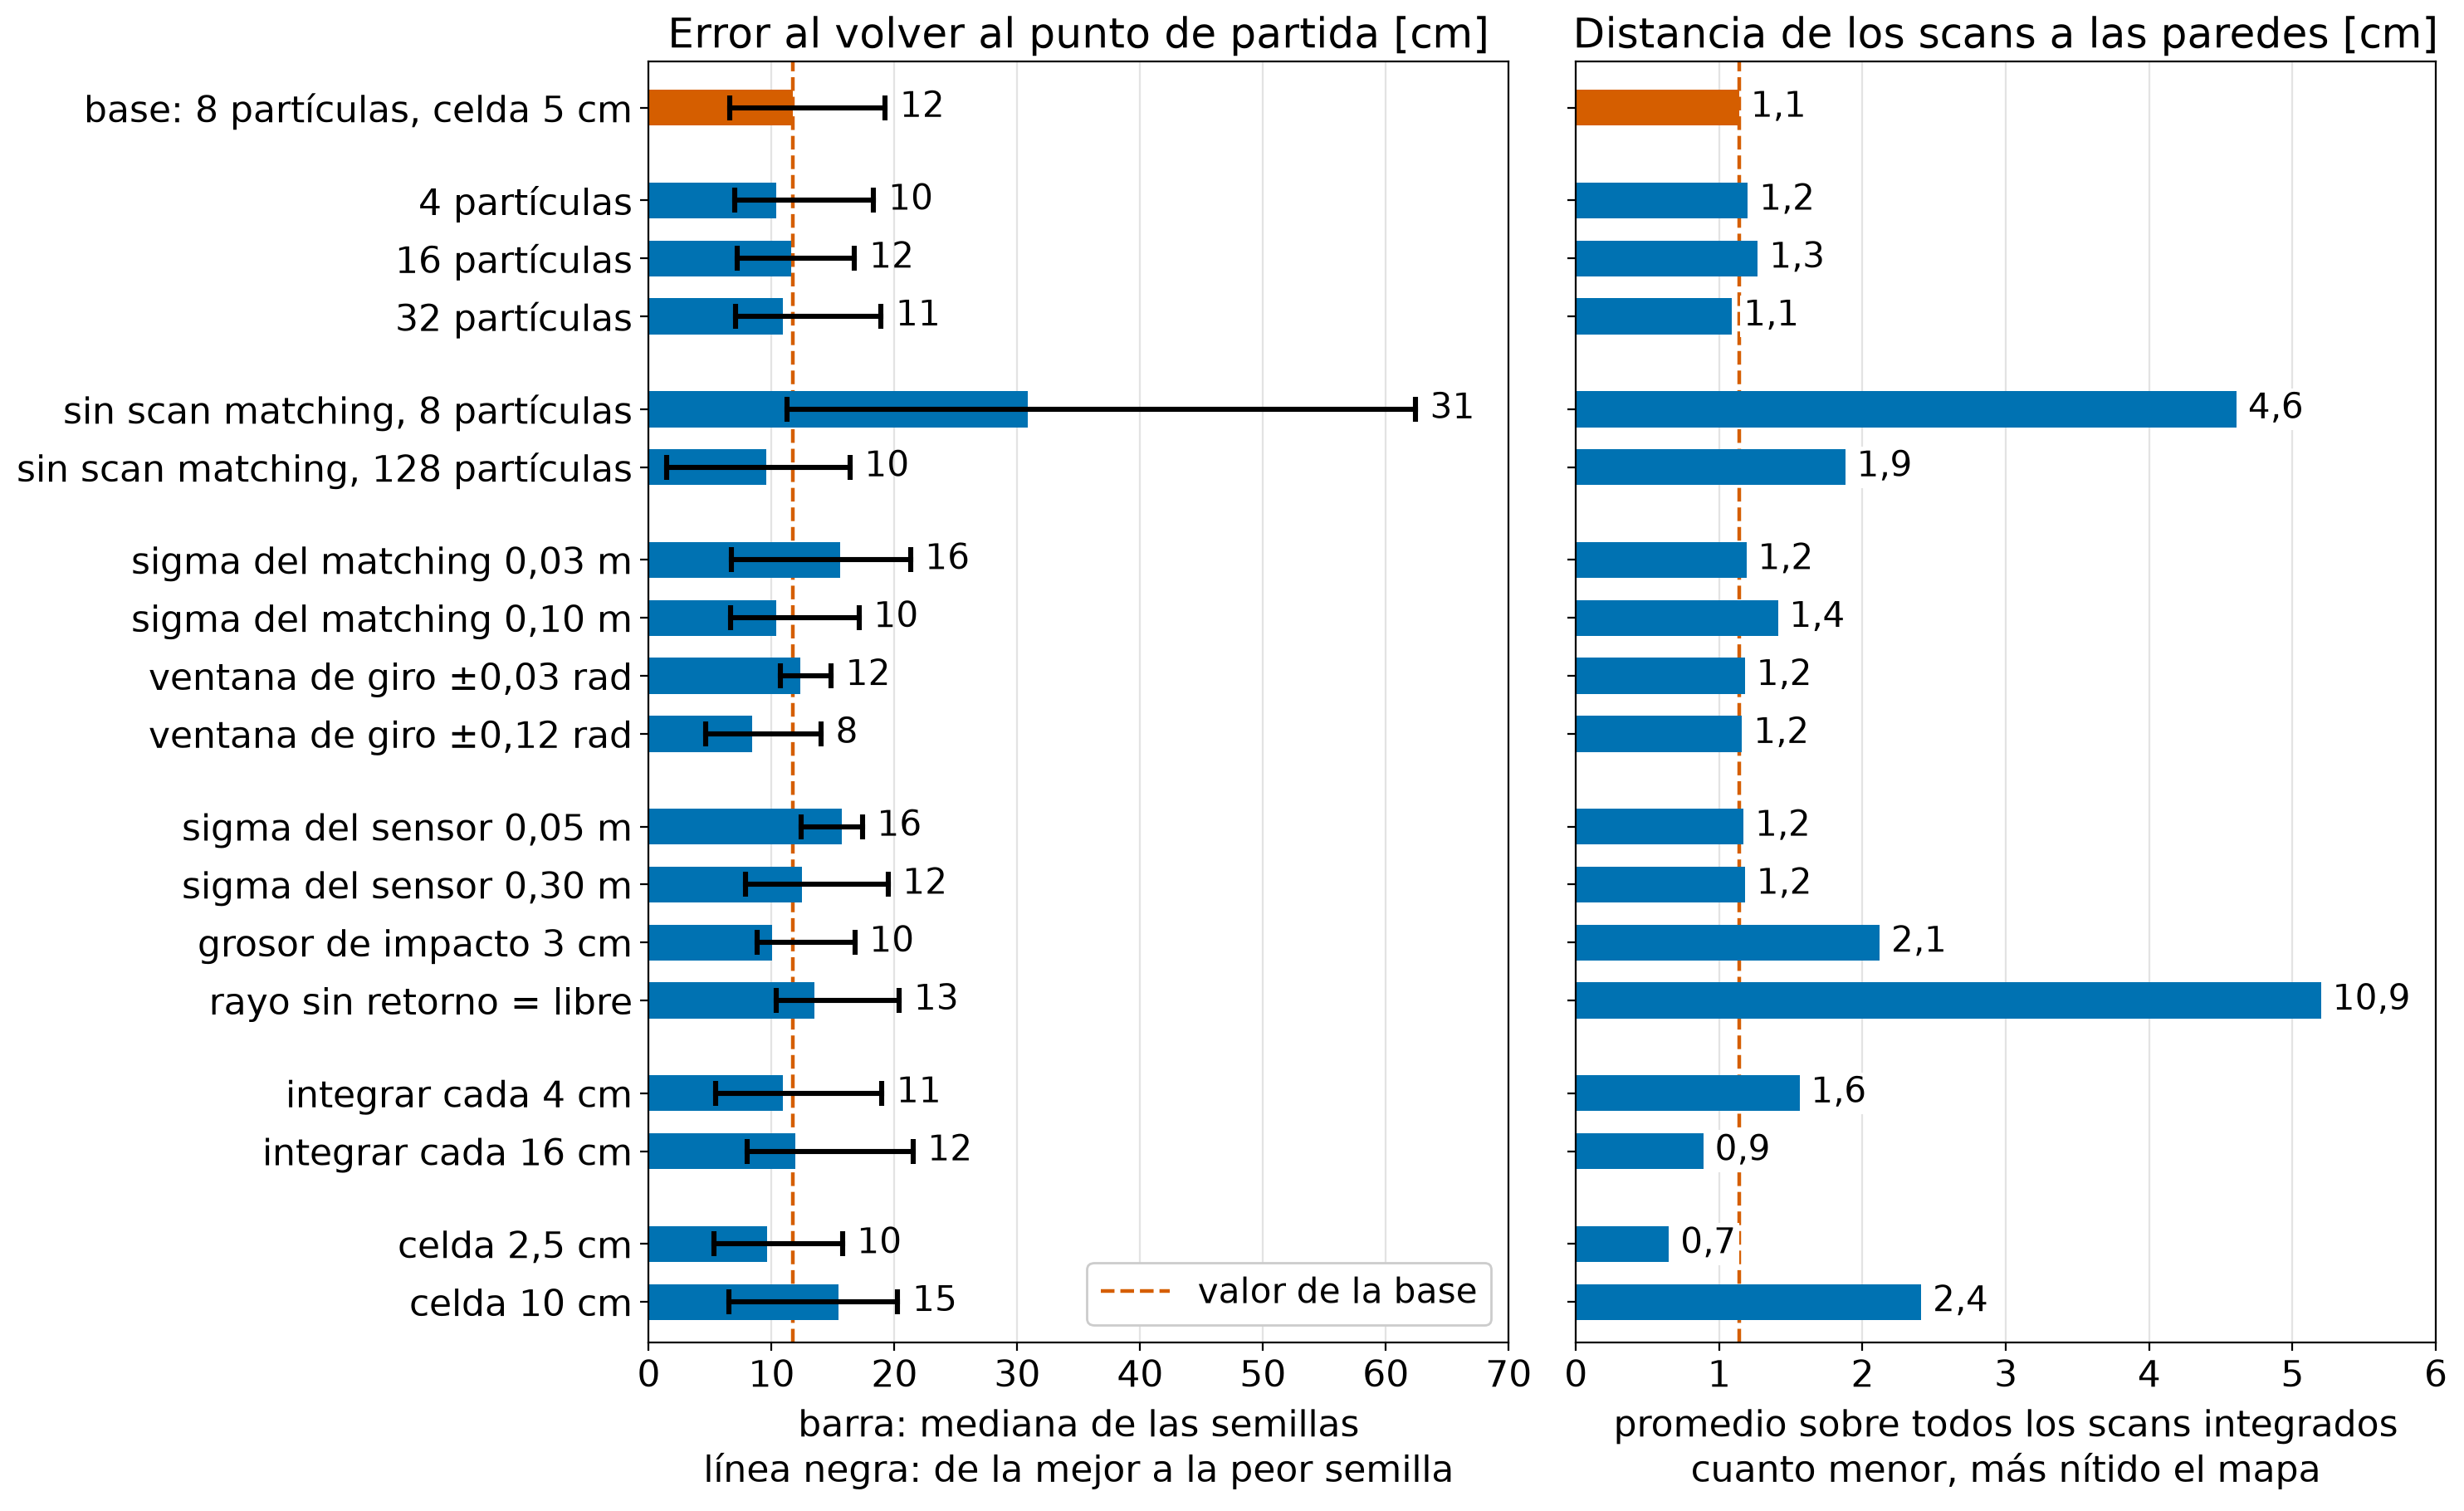 Error al volver al punto de partida [cm]
Distancia de los scans a las paredes [cm]
base: 8 partículas, celda 5 cm 12 1,1
4 partículas 10 1,2
16 partículas 12 1,3
32 partículas 11 1,1
sin scan matching, 8 partículas 31 4,6
sin scan matching, 128 partículas 10 1,9
sigma del matching 0,03 m 16 1,2
sigma del matching 0,10 m 10 1,4
ventana de giro ±0,03 rad 12 1,2
ventana de giro ±0,12 rad 8 1,2
sigma del sensor 0,05 m 16 1,2
sigma del sensor 0,30 m 12 1,2
grosor de impacto 3 cm 10 2,1
rayo sin retorno = libre 13 10,9
integrar cada 4 cm 11 1,6
integrar cada 16 cm 12 0,9
celda 2,5 cm 10 0,7
celda 10 cm 15 2,4
valor de la base
0 10 20 30 40 50 60 70
0 1 2 3 4 5 6
barra: mediana de las semillas
línea negra: de la mejor a la peor semilla
promedio sobre todos los scans integrados
cuanto menor, más nítido el mapa